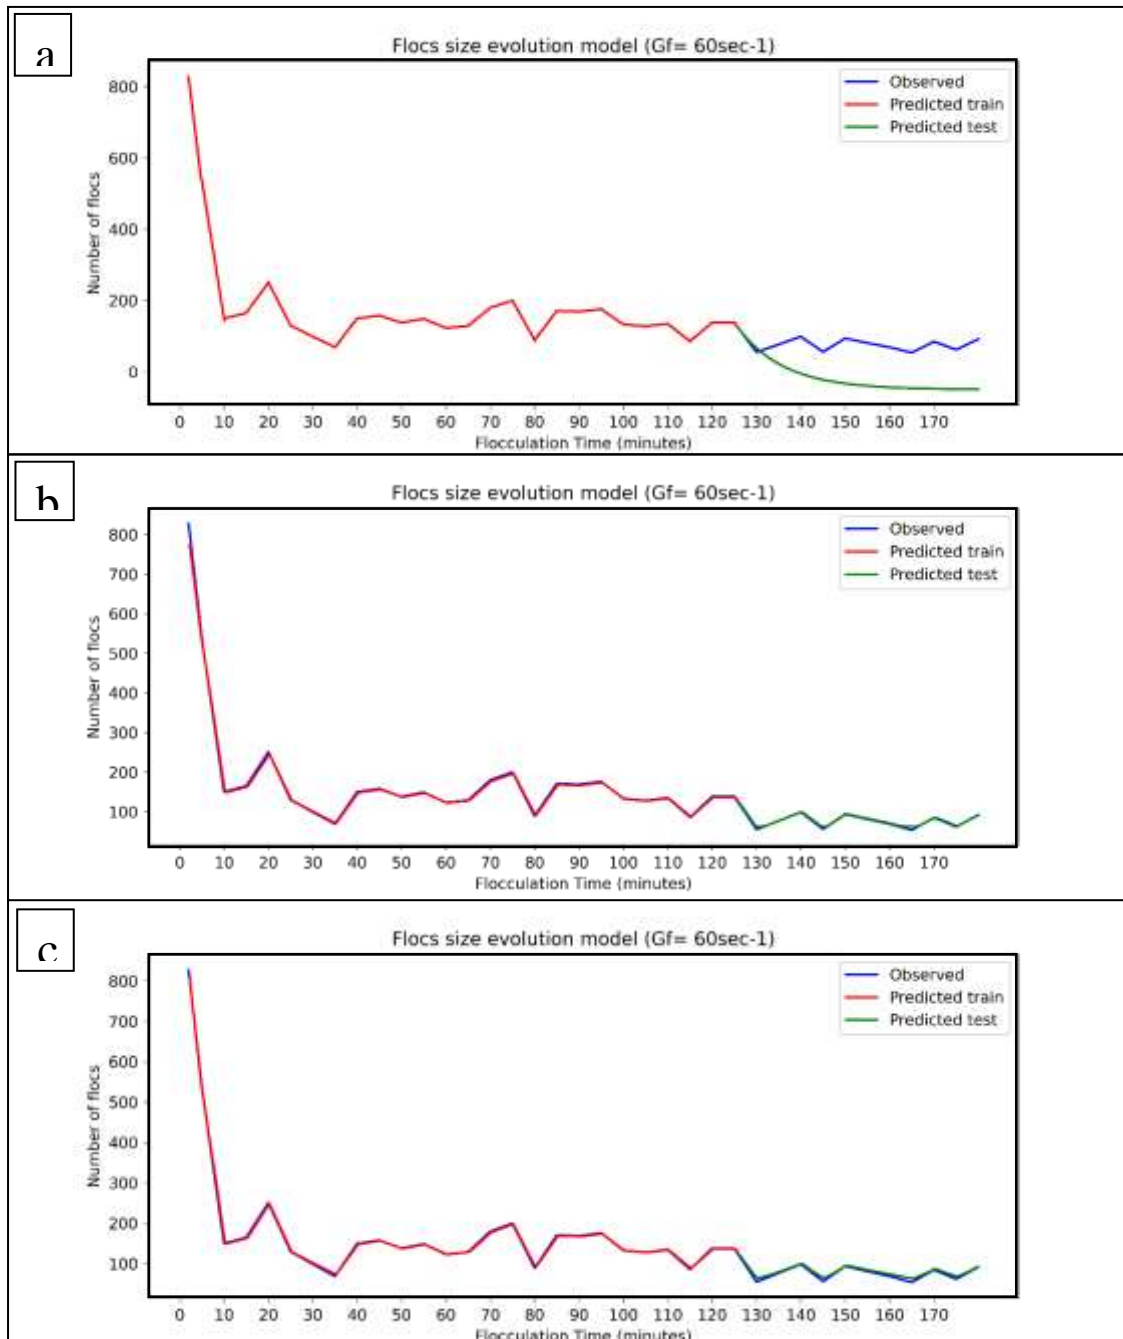 a
Flocs size evolution model (Gf= 60sec-1)
Observed
Predicted train
Predicted test
Number of flocs
800
600
400
200
0
0 10 20 30 40 50 60 70 80 90 100 110 120 130 140 150 160 170
Flocculation Time (minutes)
b
Flocs size evolution model (Gf= 60sec-1)
Observed
Predicted train
Predicted test
Number of flocs
800
700
600
500
400
300
200
100
0 10 20 30 40 50 60 70 80 90 100 110 120 130 140 150 160 170
Flocculation Time (minutes)
c
Flocs size evolution model (Gf= 60sec-1)
Observed
Predicted train
Predicted test
Number of flocs
800
700
600
500
400
300
200
100
0 10 20 30 40 50 60 70 80 90 100 110 120 130 140 150 160 170
Flocculation Time (minutes)